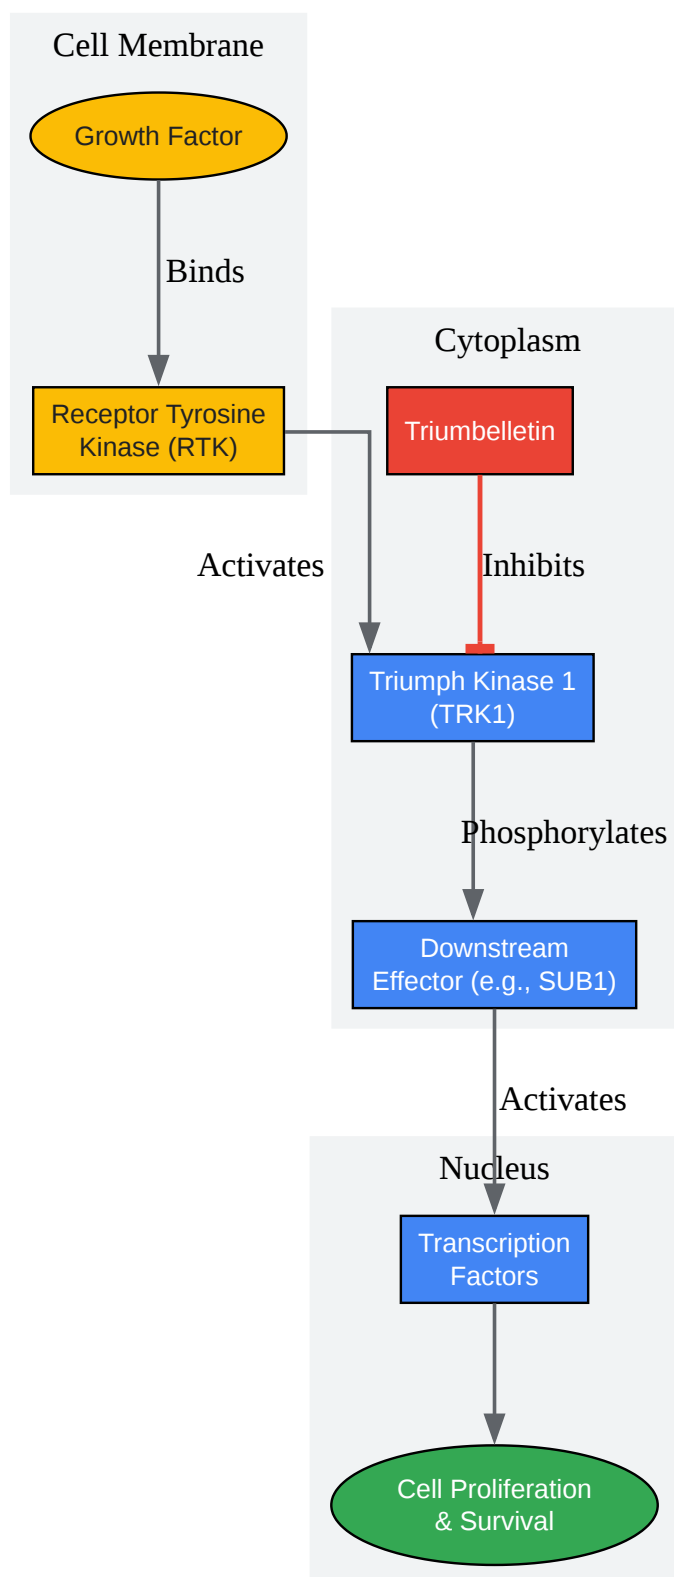 Cell Membrane
Growth Factor
Binds
Cytoplasm
Receptor Tyrosine
Kinase (RTK)
Triumbelletin
Activates
Inhibits
Triumph Kinase 1
(TRK1)
Phosphorylates
Downstream
Effector (e.g., SUB1)
Activates
Nucleus
Transcription
Factors
Cell Proliferation
& Survival